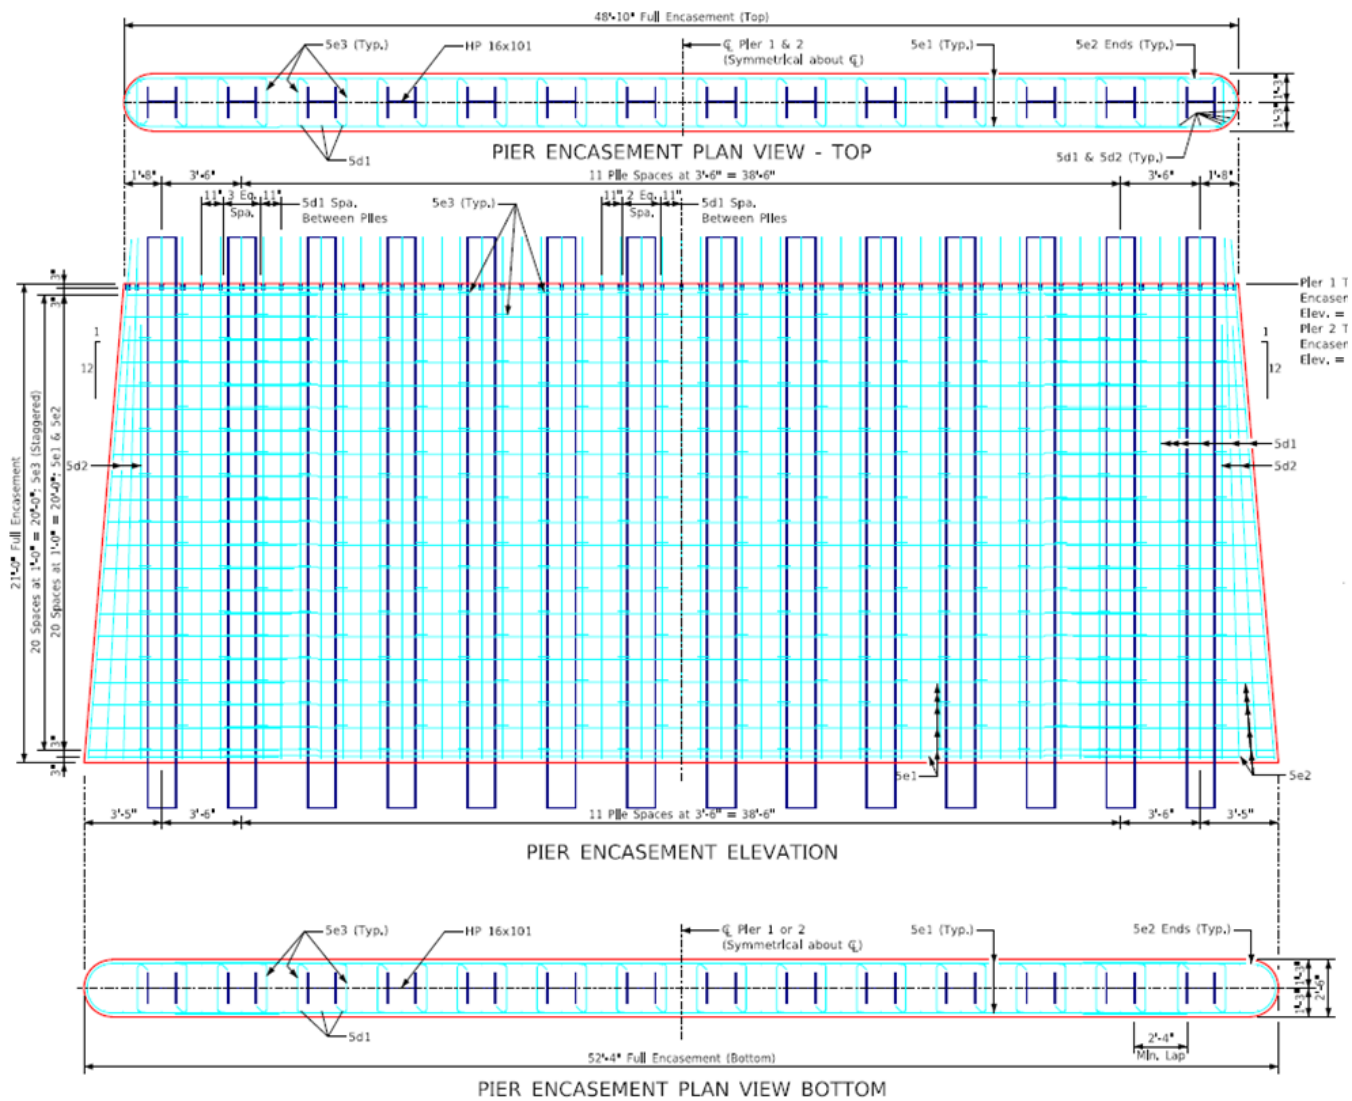 48'-10" Full Encasement (Top)
5e3 (Typ.)
HP 16x101
℄ Pier 1 & 2
(Symmetrical about ℄)
5e1 (Typ.)
5e2 Ends (Typ.)
1'-3"
1'-3"
5d1
5d1 & 5d2 (Typ.)
PIER ENCASEMENT PLAN VIEW - TOP
1'-8"
3'-6"
11 Pile Spaces at 3'-6" = 38'-6"
3'-6"
1'-8"
11"
3 Eq.
Spa.
11"
5d1 Spa.
Between Piles
5e3 (Typ.)
11"
2 Eq.
Spa.
11"
5d1 Spa.
Between Piles
3"
3"
Pier 1 T
Encasen
Elev. =
Pier 2 T
Encasen
Elev. =
1
12
1
12
21'-0" Full Encasement
20 Spaces at 1'-0" = 20'-0": 5e3 (Staggered)
20 Spaces at 1'-0" = 20'-0": 5e1 & 5e2
5d2
5d1
5d2
3"
3"
5e1
5e2
3'-5"
3'-6"
11 Pile Spaces at 3'-6" = 38'-6"
3'-6"
3'-5"
PIER ENCASEMENT ELEVATION
5e3 (Typ.)
HP 16x101
℄ Pier 1 or 2
(Symmetrical about ℄)
5e1 (Typ.)
5e2 Ends (Typ.)
1'-3"
1'-3"
2'-6"
5d1
2'-4"
Min. Lap
52'-4" Full Encasement (Bottom)
PIER ENCASEMENT PLAN VIEW BOTTOM